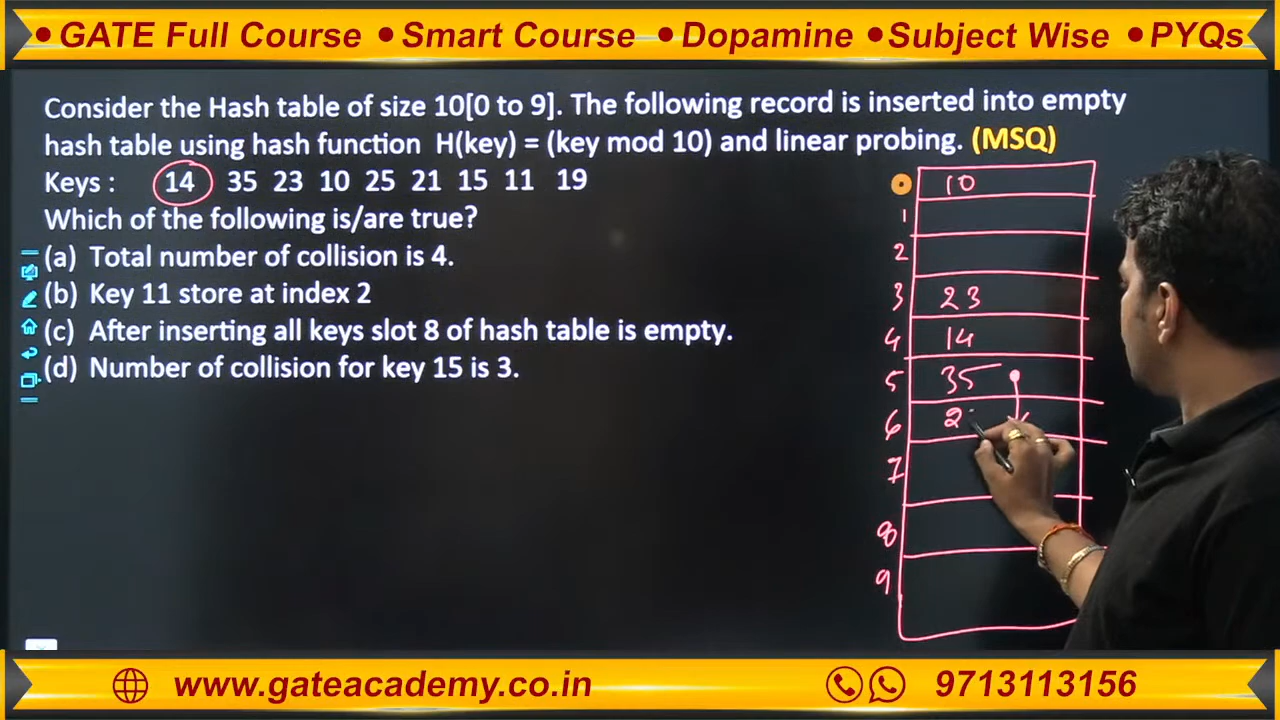 • GATE Full Course • Smart Course • Dopamine • Subject Wise • PYQs
Consider the Hash table of size 10[0 to 9]. The following record is inserted into empty
hash table using hash function H(key) = (key mod 10) and linear probing. (MSQ)
Keys : 14 35 23 10 25 21 15 11 19
Which of the following is/are true?
(a) Total number of collision is 4.
(b) Key 11 store at index 2
(c) After inserting all keys slot 8 of hash table is empty.
(d) Number of collision for key 15 is 3.
0 10
1
2
3 23
4 14
5 35
6 2
7
8
9
www.gateacademy.co.in 9713113156